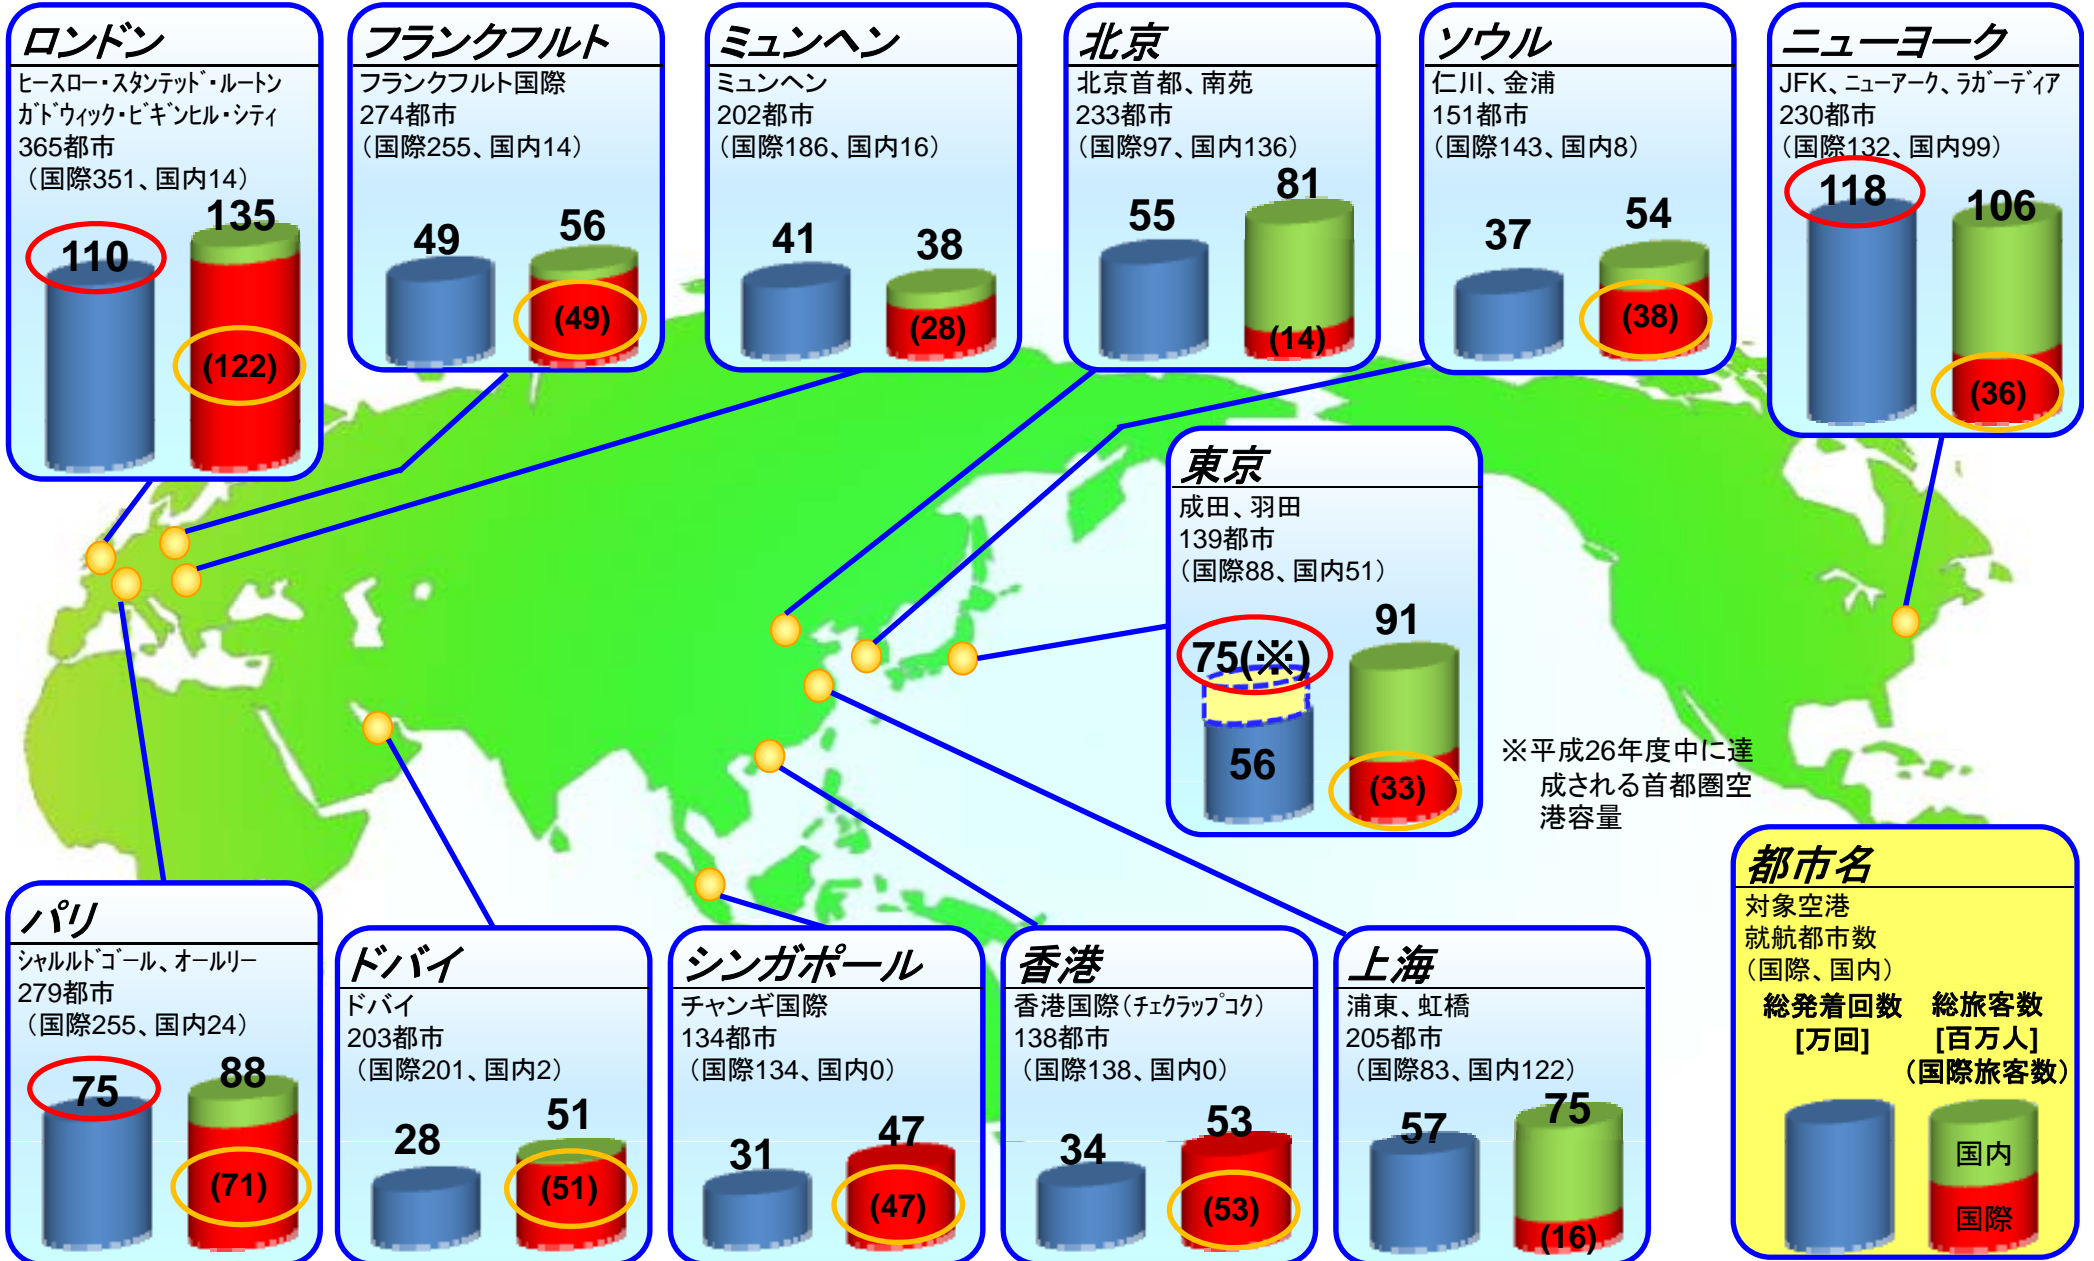 ロンドン
ﾋｰｽﾛｰ・ｽﾀﾝﾃｯﾄﾞ・ﾙｰﾄﾝ
ｶﾞﾄﾞｳｨｯｸ・ﾋﾞｷﾞﾝﾋﾙ・ｼﾃｨ
365都市
（国際351、国内14）
110
135
(122)
フランクフルト
フランクフルト国際
274都市
（国際255、国内14）
49
56
(49)
ミュンヘン
ミュンヘン
202都市
（国際186、国内16）
41
38
(28)
北京
北京首都、南苑
233都市
（国際97、国内136）
55
81
(14)
ソウル
仁川、金浦
151都市
（国際143、国内8）
37
54
(38)
ニューヨーク
JFK、ﾆｭｰｱｰｸ、ﾗｶﾞｰﾃﾞｨｱ
230都市
（国際132、国内99）
118
106
(36)
東京
成田、羽田
139都市
（国際88、国内51）
75(※)
56
91
(33)
※平成26年度中に達
成される首都圏空
港容量
パリ
ｼｬﾙﾙﾄﾞｺﾞｰﾙ、ｵｰﾙﾘｰ
279都市
（国際255、国内24）
75
88
(71)
ドバイ
ドバイ
203都市
（国際201、国内2）
28
51
(51)
シンガポール
チャンギ国際
134都市
（国際134、国内0）
31
47
(47)
香港
香港国際（ﾁｪｸﾗｯﾌﾟｺｸ）
138都市
（国際138、国内0）
34
53
(53)
上海
浦東、虹橋
205都市
（国際83、国内122）
57
75
(16)
都市名
対象空港
就航都市数
（国際、国内）
総発着回数 総旅客数
[万回] [百万人]
（国際旅客数）
国内
国際